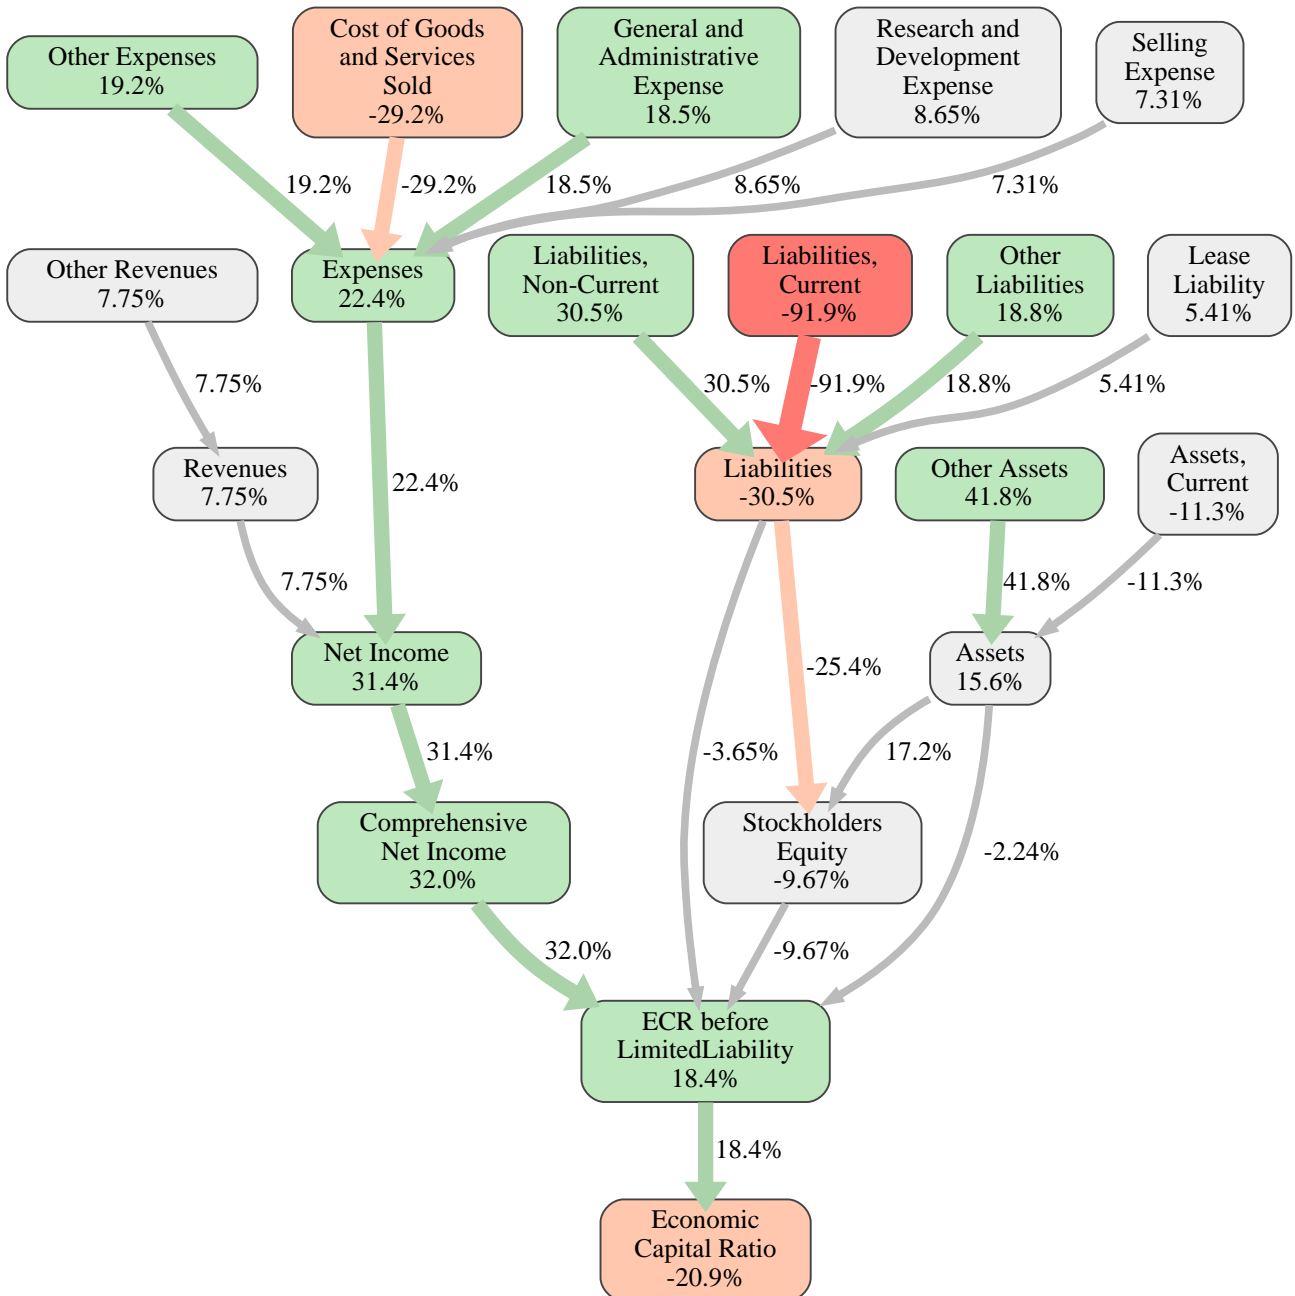 Other Expenses
19.2%
Cost of Goods
and Services
Sold
-29.2%
General and
Administrative
Expense
18.5%
Research and
Development
Expense
8.65%
Selling
Expense
7.31%
19.2%
-29.2%
18.5%
8.65%
7.31%
Other Revenues
7.75%
Expenses
22.4%
Liabilities,
Non-Current
30.5%
Liabilities,
Current
-91.9%
Other
Liabilities
18.8%
Lease
Liability
5.41%
7.75%
30.5%
-91.9%
18.8%
5.41%
Revenues
7.75%
22.4%
Liabilities
-30.5%
Other Assets
41.8%
Assets,
Current
-11.3%
7.75%
41.8%
-11.3%
Net Income
31.4%
-25.4%
Assets
15.6%
31.4%
-3.65%
17.2%
Comprehensive
Net Income
32.0%
Stockholders
Equity
-9.67%
-2.24%
32.0%
-9.67%
ECR before
LimitedLiability
18.4%
18.4%
Economic
Capital Ratio
-20.9%